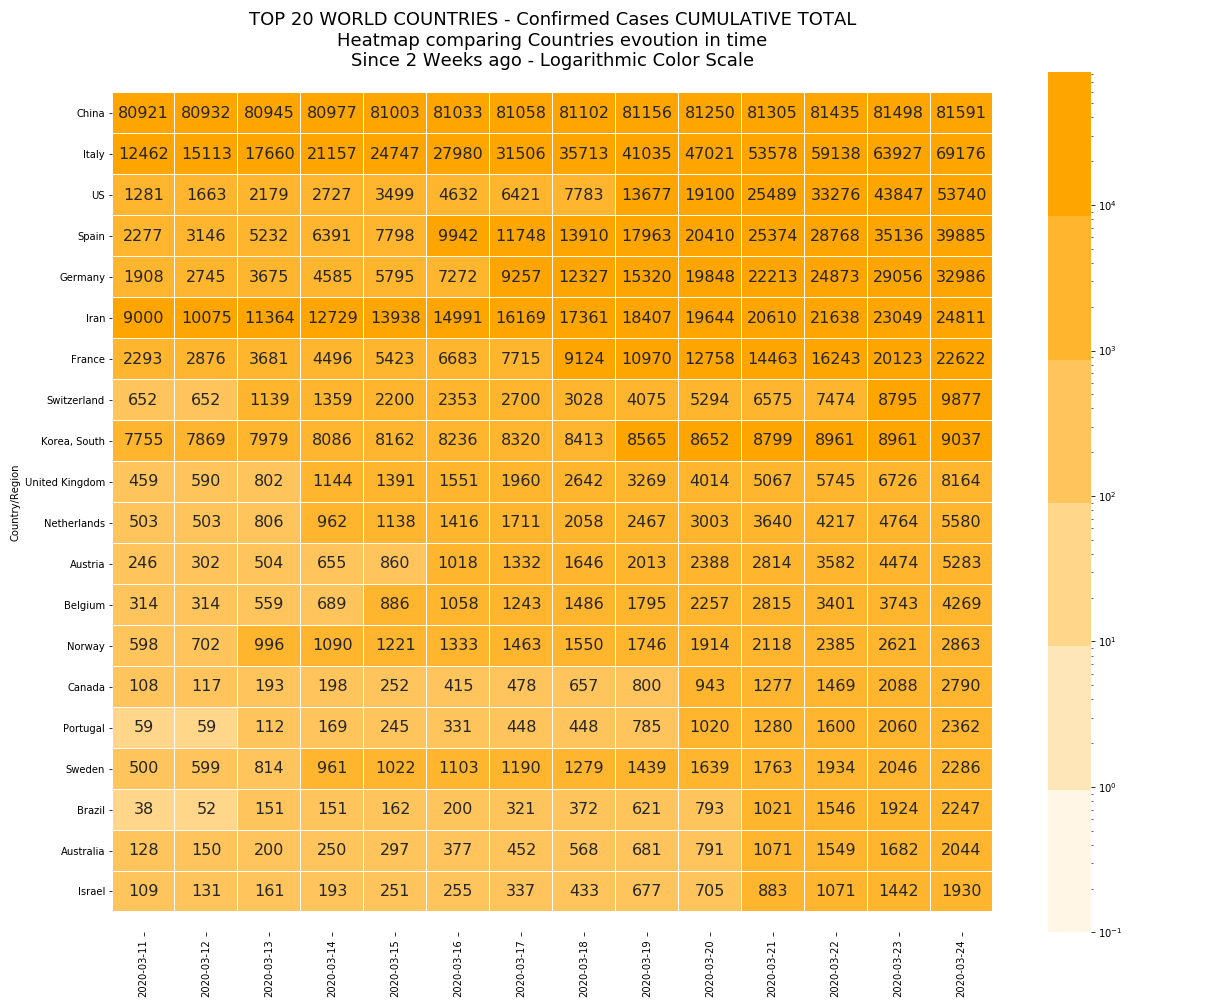 TOP 20 WORLD COUNTRIES - Confirmed Cases CUMULATIVE TOTAL
Heatmap comparing Countries evoution in time
Since 2 Weeks ago - Logarithmic Color Scale
Country/Region
China 80921 80932 80945 80977 81003 81033 81058 81102 81156 81250 81305 81435 81498 81591
Italy 12462 15113 17660 21157 24747 27980 31506 35713 41035 47021 53578 59138 63927 69176
US 1281 1663 2179 2727 3499 4632 6421 7783 13677 19100 25489 33276 43847 53740
Spain 2277 3146 5232 6391 7798 9942 11748 13910 17963 20410 25374 28768 35136 39885
Germany 1908 2745 3675 4585 5795 7272 9257 12327 15320 19848 22213 24873 29056 32986
Iran 9000 10075 11364 12729 13938 14991 16169 17361 18407 19644 20610 21638 23049 24811
France 2293 2876 3681 4496 5423 6683 7715 9124 10970 12758 14463 16243 20123 22622
Switzerland 652 652 1139 1359 2200 2353 2700 3028 4075 5294 6575 7474 8795 9877
Korea, South 7755 7869 7979 8086 8162 8236 8320 8413 8565 8652 8799 8961 8961 9037
United Kingdom 459 590 802 1144 1391 1551 1960 2642 3269 4014 5067 5745 6726 8164
Netherlands 503 503 806 962 1138 1416 1711 2058 2467 3003 3640 4217 4764 5580
Austria 246 302 504 655 860 1018 1332 1646 2013 2388 2814 3582 4474 5283
Belgium 314 314 559 689 886 1058 1243 1486 1795 2257 2815 3401 3743 4269
Norway 598 702 996 1090 1221 1333 1463 1550 1746 1914 2118 2385 2621 2863
Canada 108 117 193 198 252 415 478 657 800 943 1277 1469 2088 2790
Portugal 59 59 112 169 245 331 448 448 785 1020 1280 1600 2060 2362
Sweden 500 599 814 961 1022 1103 1190 1279 1439 1639 1763 1934 2046 2286
Brazil 38 52 151 151 162 200 321 372 621 793 1021 1546 1924 2247
Australia 128 150 200 250 297 377 452 568 681 791 1071 1549 1682 2044
Israel 109 131 161 193 251 255 337 433 677 705 883 1071 1442 1930
2020-03-11 2020-03-12 2020-03-13 2020-03-14 2020-03-15 2020-03-16 2020-03-17 2020-03-18 2020-03-19 2020-03-20 2020-03-21 2020-03-22 2020-03-23 2020-03-24
10⁴
10³
10²
10¹
10⁰
10⁻¹